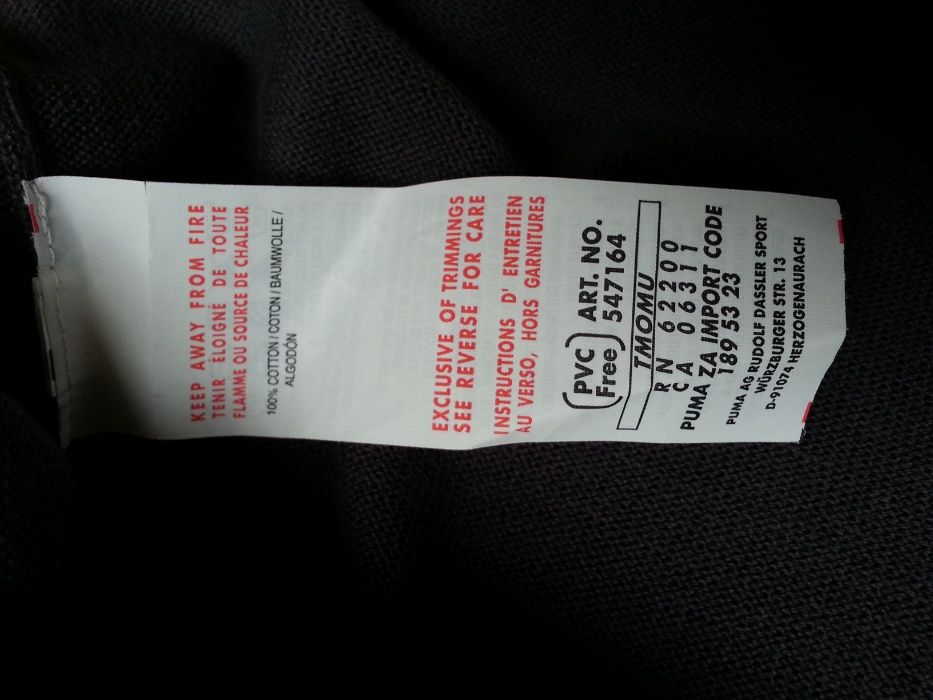 KEEP AWAY FROM FIRE
TENIR ÉLOIGNÉ DE TOUTE
FLAMME OU SOURCE DE CHALEUR
100% COTTON / COTON / BAUMWOLLE /
ALGODÓN
EXCLUSIVE OF TRIMMINGS
SEE REVERSE FOR CARE
INSTRUCTIONS D' ENTRETIEN
AU VERSO, HORS GARNITURES
PVC Free
ART. NO.
547164
TMOMU
RN 62200
CA 06311
PUMA ZA IMPORT CODE
189 53 23
PUMA AG RUDOLF DASSLER SPORT
WÜRZBURGER STR. 13
D-91074 HERZOGENAURACH